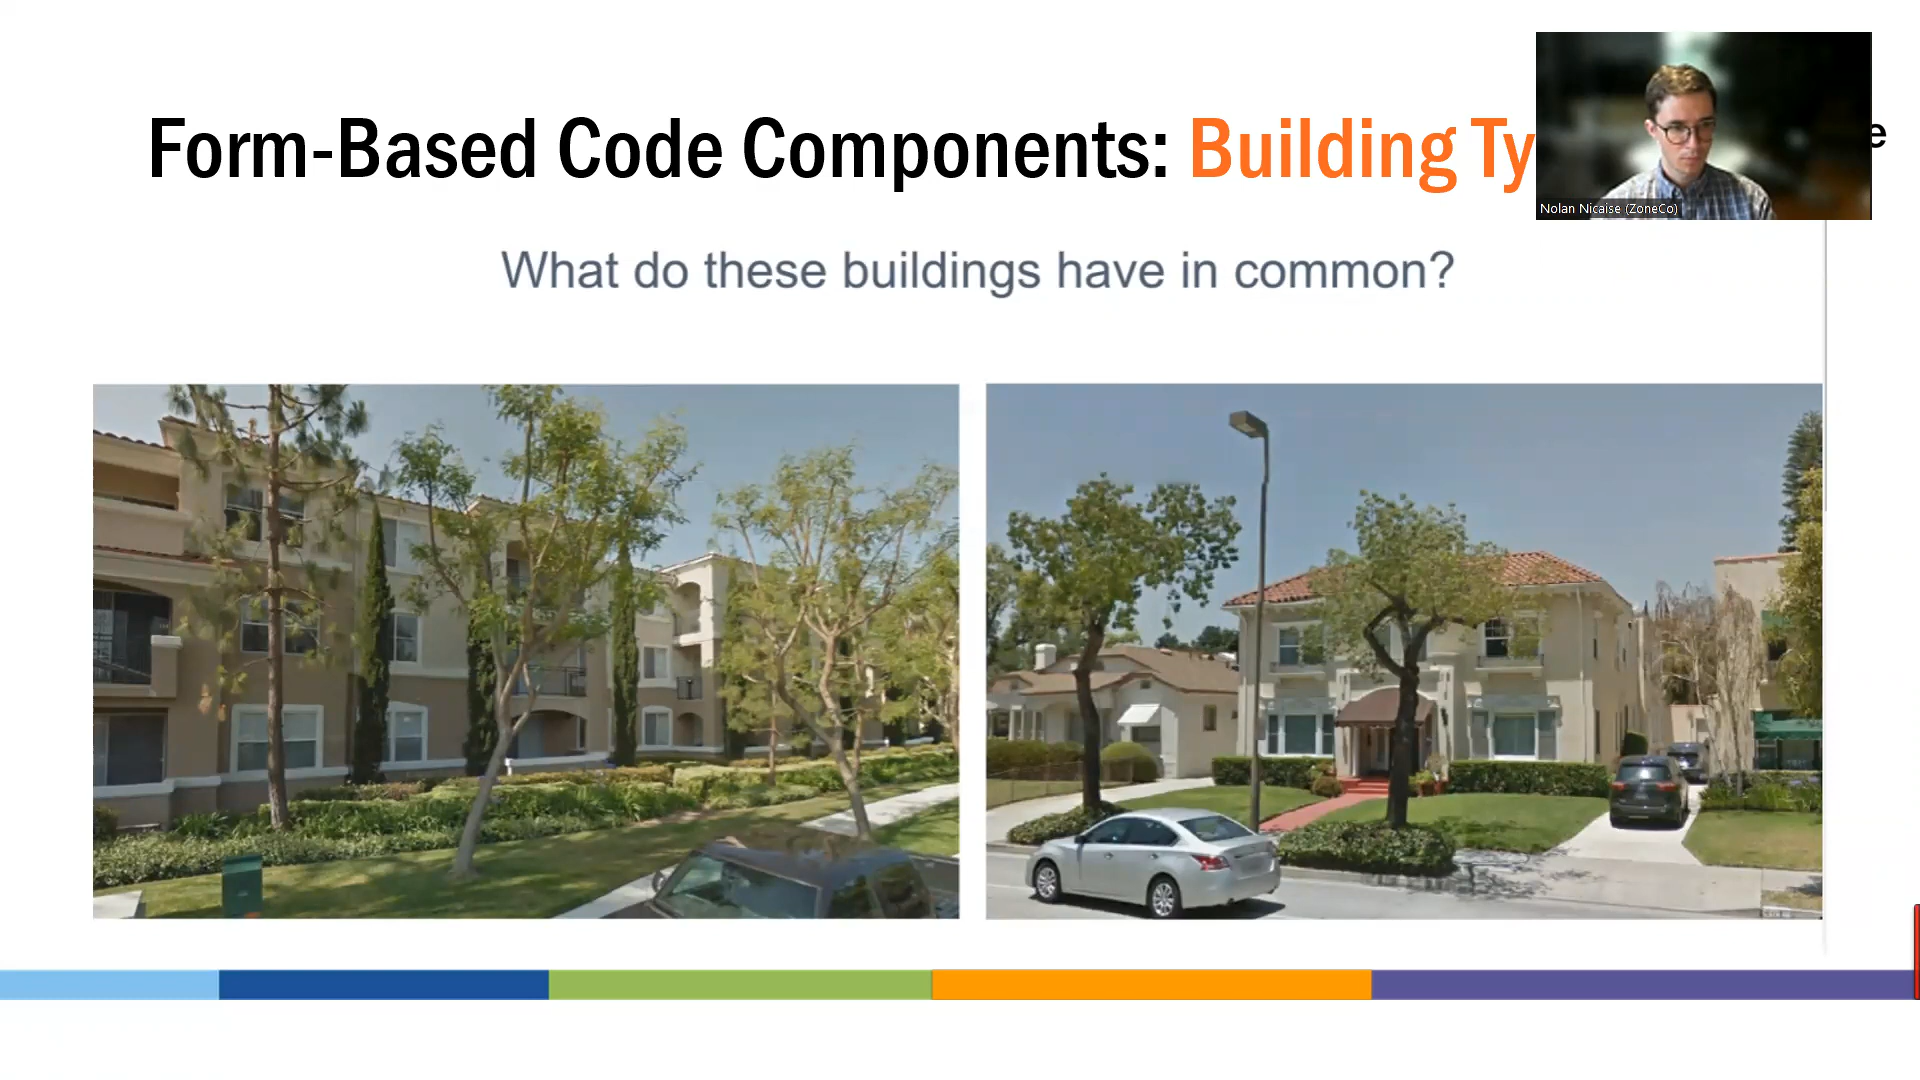 Form-Based Code Components: Building Ty
e
Nolan Nicaise (ZoneCo)
What do these buildings have in common?